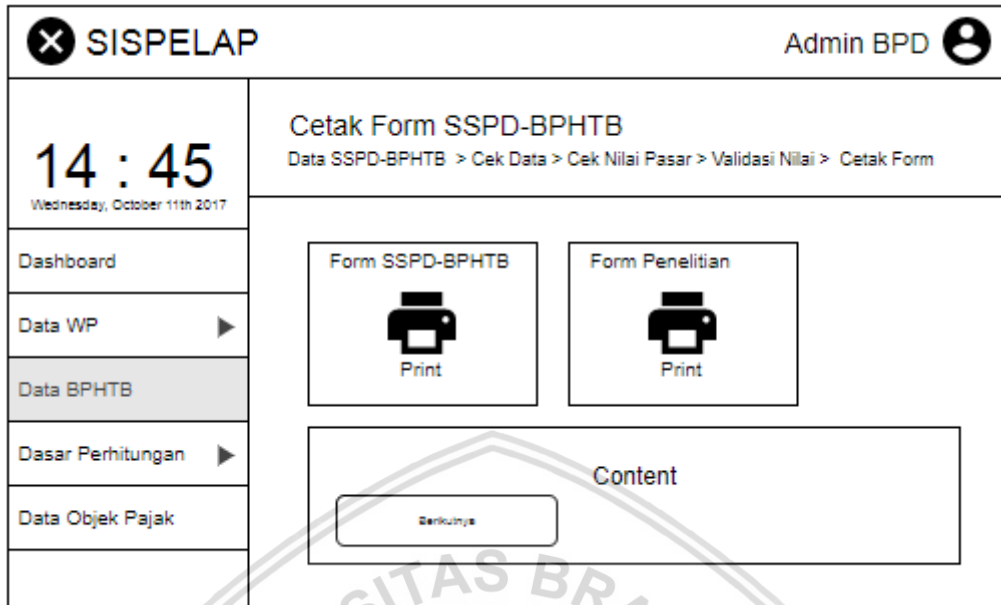 SISPELAP
Admin BPD
14 : 45
Wednesday, October 11th 2017
Cetak Form SSPD-BPHTB
Data SSPD-BPHTB > Cek Data > Cek Nilai Pasar > Validasi Nilai > Cetak Form
Dashboard
Data WP
Data BPHTB
Dasar Perhitungan
Data Objek Pajak
Form SSPD-BPHTB
Print
Form Penelitian
Print
Content
Berikutnya
SITAS BRA